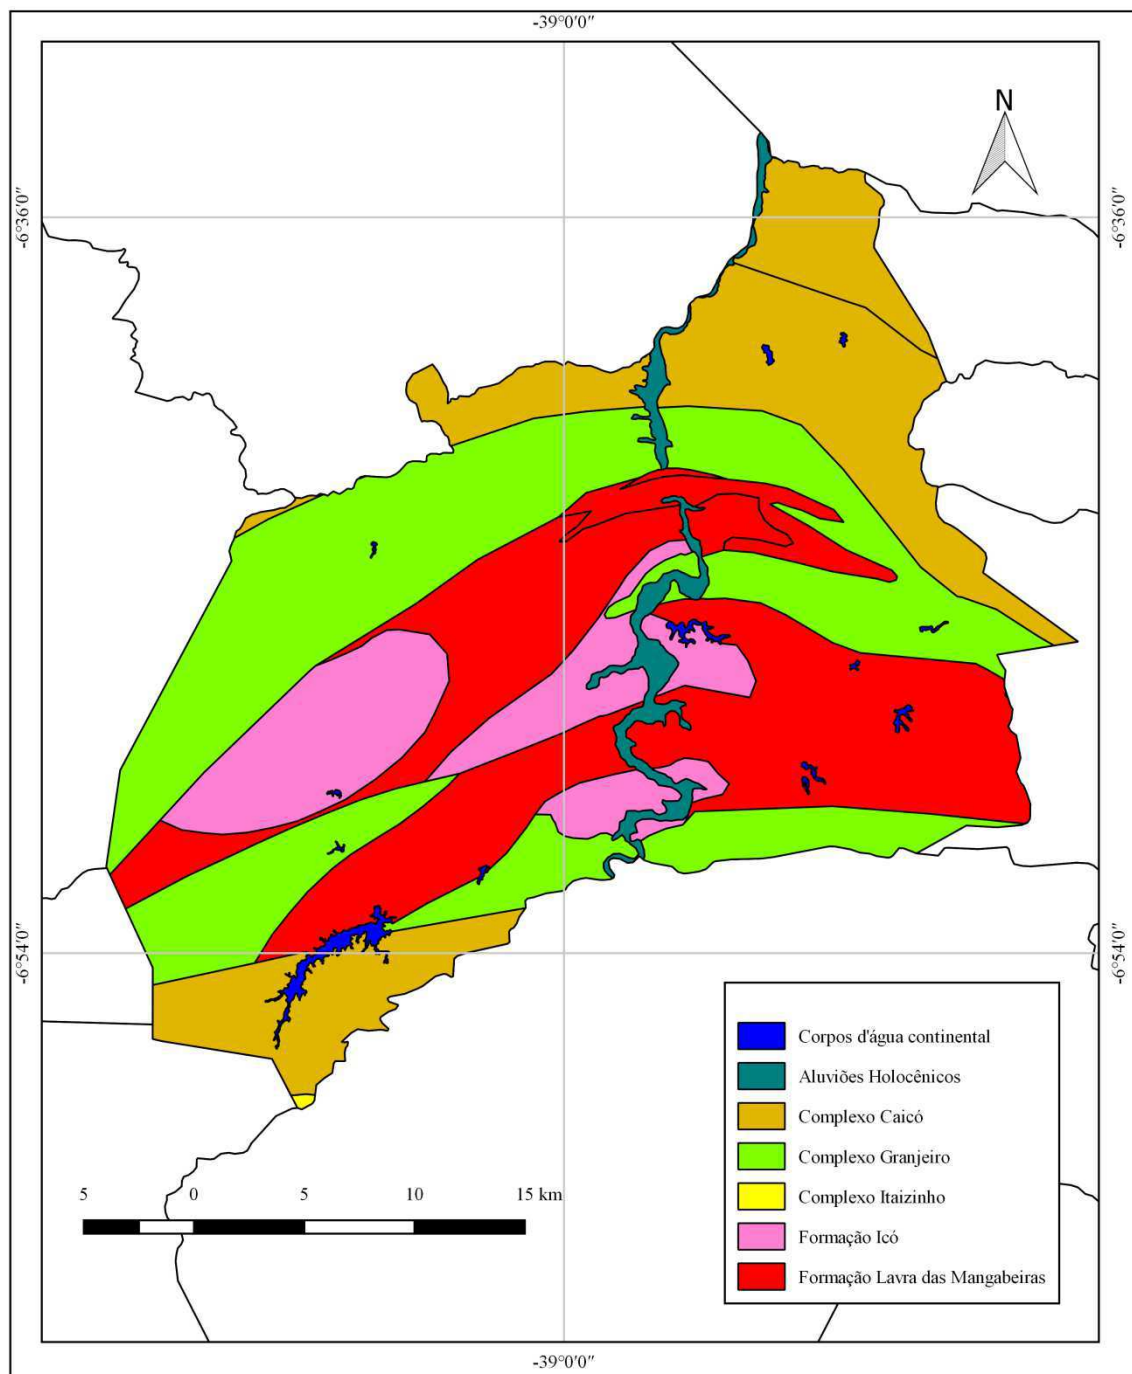 -39°0'0"
N
-6°36'0"
-6°36'0"
-6°54'0"
-6°54'0"
Corpos d'água continental
Aluviões Holocênicos
Complexo Caicó
Complexo Granjeiro
Complexo Itaizinho
Formação Icó
Formação Lavra das Mangabeiras
5 0 5 10 15 km
-39°0'0"